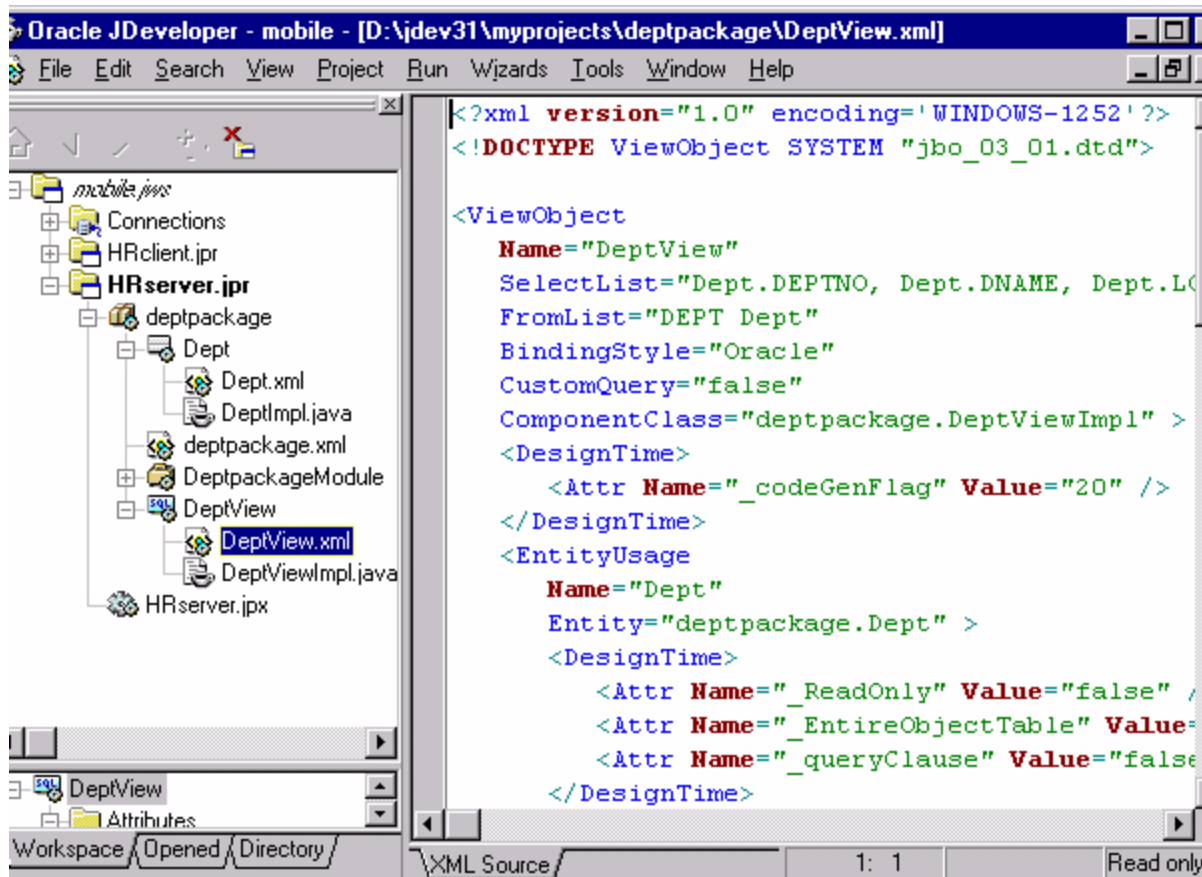 Oracle JDeveloper - mobile - [D:\jdev31\myprojects\deptpackage\DeptView.xml]
File Edit Search View Project Run Wizards Tools Window Help
mobile.jws
Connections
HRclient.jpr
HRserver.jpr
deptpackage
Dept
Dept.xml
DeptImpl.java
deptpackage.xml
DeptpackageModule
DeptView
DeptView.xml
DeptViewImpl.java
HRserver.jpx
DeptView
Attributes
Workspace Opened Directory
<?xml version="1.0" encoding='WINDOWS-1252'?>
<!DOCTYPE ViewObject SYSTEM "jbo_03_01.dtd">
<ViewObject
Name="DeptView"
SelectList="Dept.DEPTNO, Dept.DNAME, Dept.LO
FromList="DEPT Dept"
BindingStyle="Oracle"
CustomQuery="false"
ComponentClass="deptpackage.DeptViewImpl" >
<DesignTime>
<Attr Name="_codeGenFlag" Value="20" />
</DesignTime>
<EntityUsage
Name="Dept"
Entity="deptpackage.Dept" >
<DesignTime>
<Attr Name="_ReadOnly" Value="false" /
<Attr Name="_EntireObjectTable" Value=
<Attr Name="_queryClause" Value="false
</DesignTime>
XML Source
1: 1
Read only